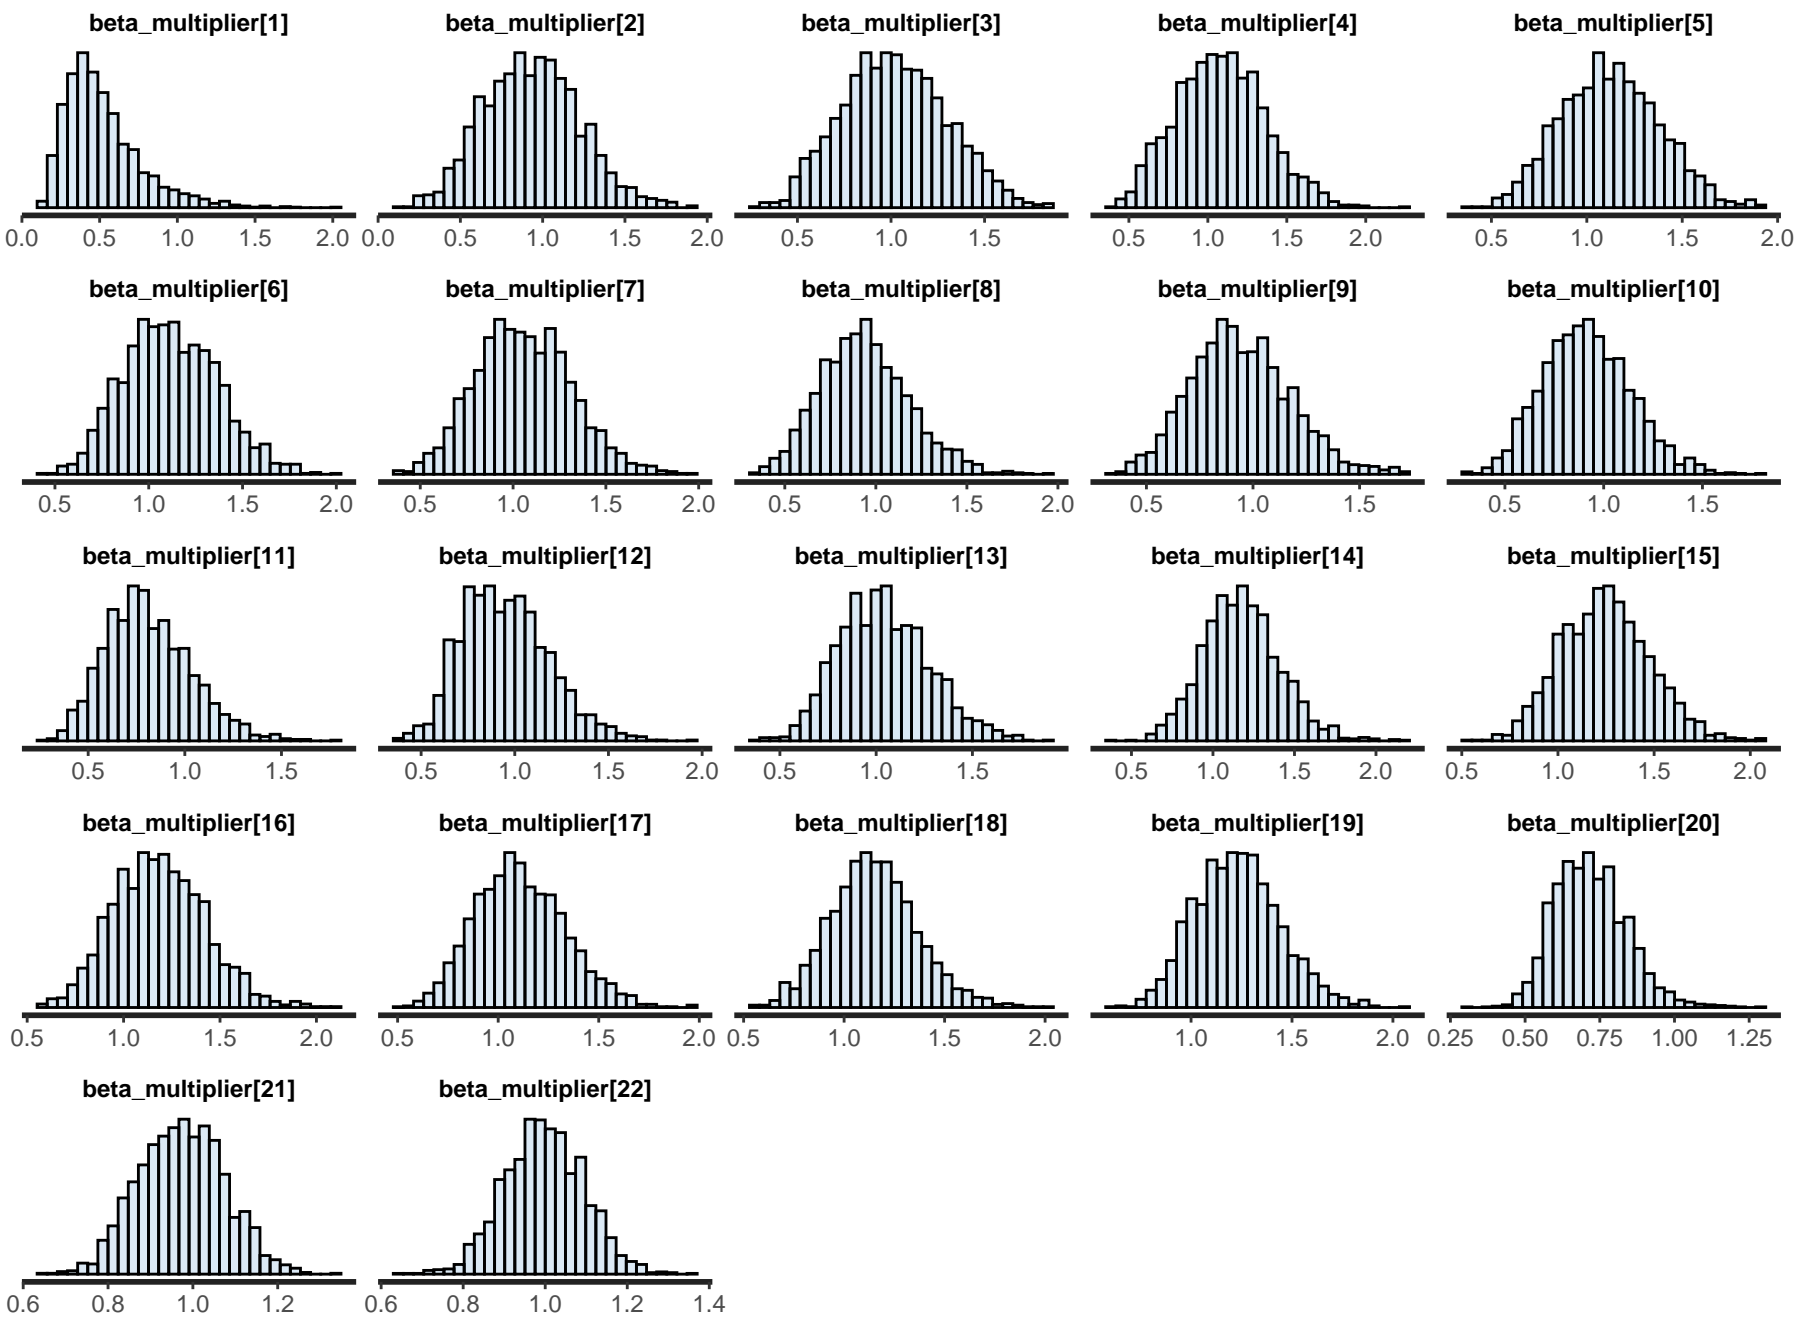 beta_multiplier[1] beta_multiplier[2] beta_multiplier[3] beta_multiplier[4] beta_multiplier[5]
0.0 0.5 1.0 1.5 2.0 0.0 0.5 1.0 1.5 2.0 0.5 1.0 1.5 0.5 1.0 1.5 2.0 0.5 1.0 1.5 2.0
beta_multiplier[6] beta_multiplier[7] beta_multiplier[8] beta_multiplier[9] beta_multiplier[10]
0.5 1.0 1.5 2.0 0.5 1.0 1.5 2.0 0.5 1.0 1.5 2.0 0.5 1.0 1.5 0.5 1.0 1.5
beta_multiplier[11] beta_multiplier[12] beta_multiplier[13] beta_multiplier[14] beta_multiplier[15]
0.5 1.0 1.5 0.5 1.0 1.5 2.0 0.5 1.0 1.5 0.5 1.0 1.5 2.0 0.5 1.0 1.5 2.0
beta_multiplier[16] beta_multiplier[17] beta_multiplier[18] beta_multiplier[19] beta_multiplier[20]
0.5 1.0 1.5 2.0 0.5 1.0 1.5 2.0 0.5 1.0 1.5 2.0 1.0 1.5 2.0 0.25 0.50 0.75 1.00 1.25
beta_multiplier[21] beta_multiplier[22]
0.6 0.8 1.0 1.2 0.6 0.8 1.0 1.2 1.4